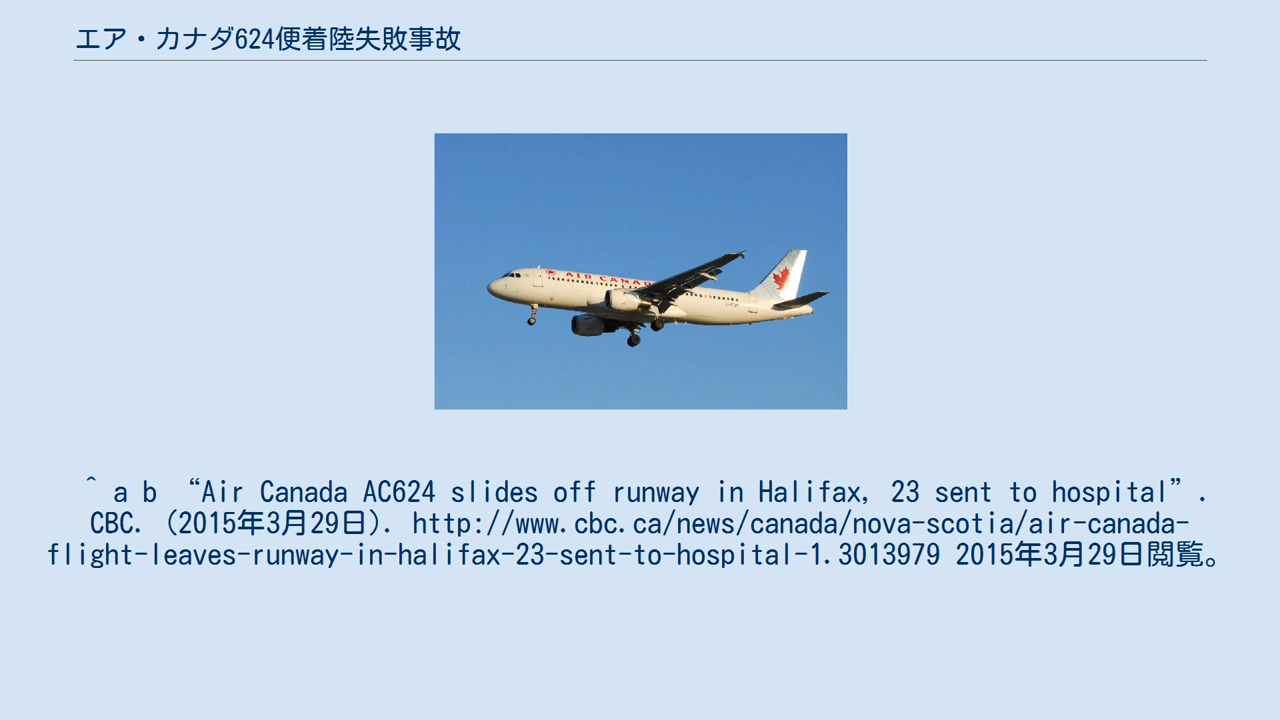 エア・カナダ624便着陸失敗事故
AIR CANAD
^ a b “Air Canada AC624 slides off runway in Halifax, 23 sent to hospital”.
CBC. (2015年3月29日). http://www.cbc.ca/news/canada/nova-scotia/air-canada-
flight-leaves-runway-in-halifax-23-sent-to-hospital-1.3013979 2015年3月29日閲覧。